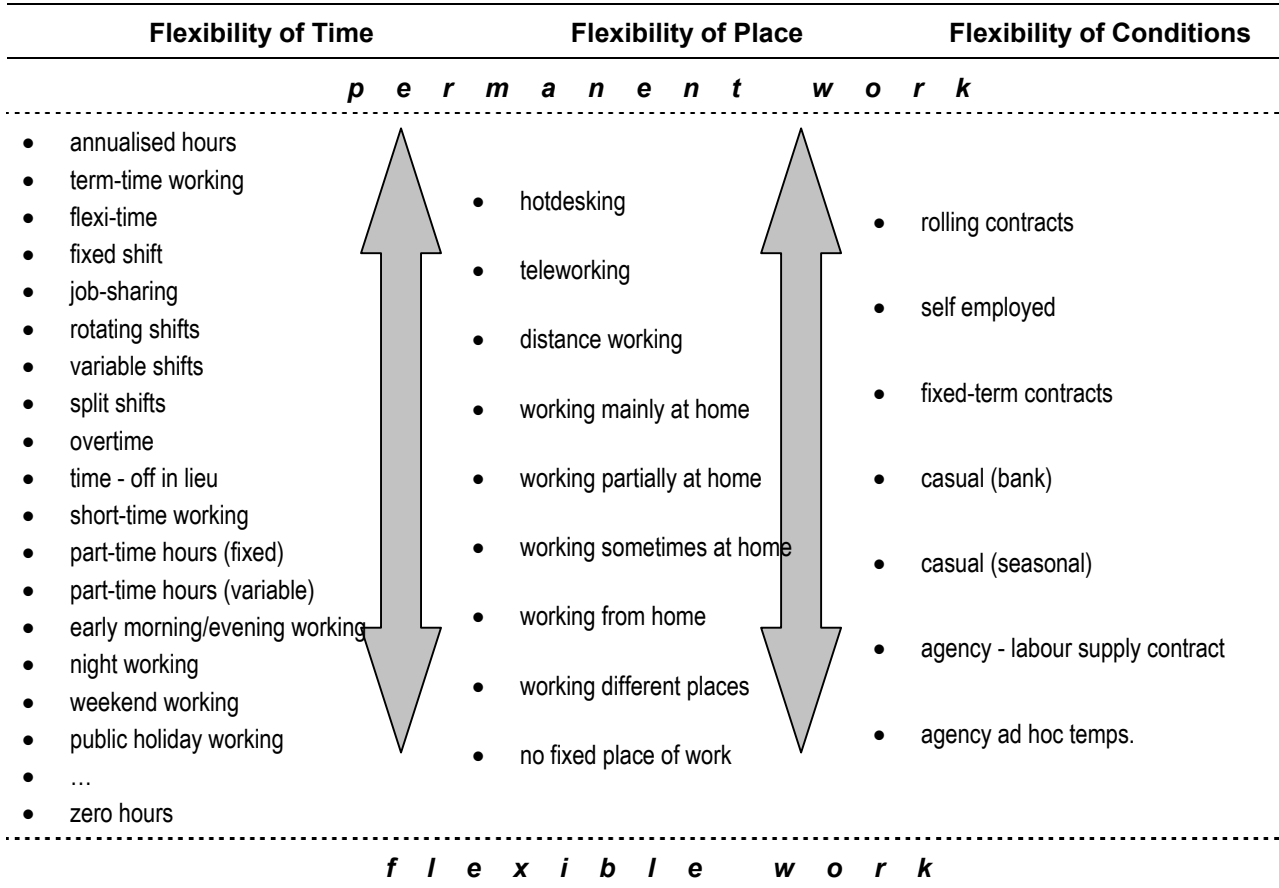 Flexibility of Time Flexibility of Place Flexibility of Conditions
p e r m a n e n t w o r k
• annualised hours
• term-time working
• flexi-time
• fixed shift
• job-sharing
• rotating shifts
• variable shifts
• split shifts
• overtime
• time - off in lieu
• short-time working
• part-time hours (fixed)
• part-time hours (variable)
• early morning/evening working
• night working
• weekend working
• public holiday working
• …
• zero hours
• hotdesking
• teleworking
• distance working
• working mainly at home
• working partially at home
• working sometimes at home
• working from home
• working different places
• no fixed place of work
• rolling contracts
• self employed
• fixed-term contracts
• casual (bank)
• casual (seasonal)
• agency - labour supply contract
• agency ad hoc temps.
f l e x i b l e w o r k